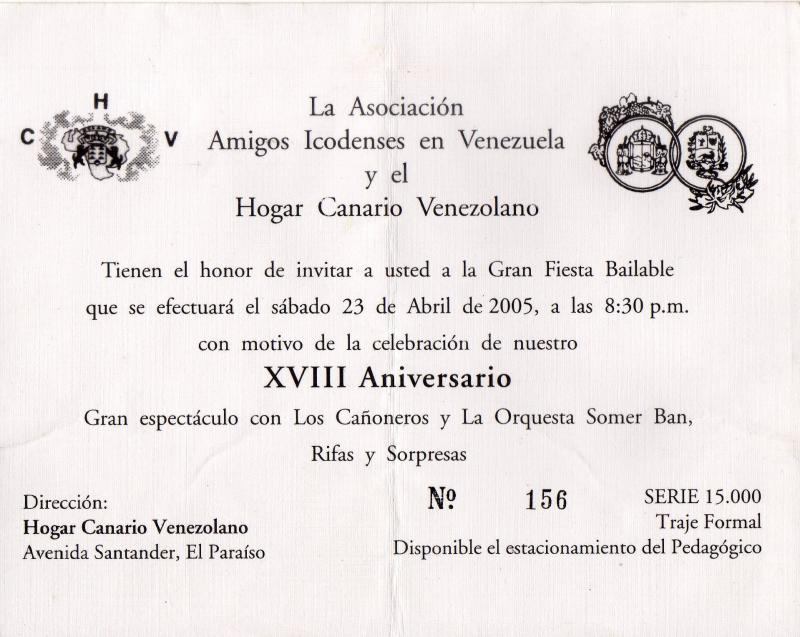 H
C V
La Asociación
Amigos Icodenses en Venezuela
y el
Hogar Canario Venezolano
Tienen el honor de invitar a usted a la Gran Fiesta Bailable
que se efectuará el sábado 23 de Abril de 2005, a las 8:30 p.m.
con motivo de la celebración de nuestro
XVIII Aniversario
Gran espectáculo con Los Cañoneros y La Orquesta Somer Ban,
Rifas y Sorpresas
Dirección:
Hogar Canario Venezolano
Avenida Santander, El Paraíso
Nº 156
SERIE 15.000
Traje Formal
Disponible el estacionamiento del Pedagógico